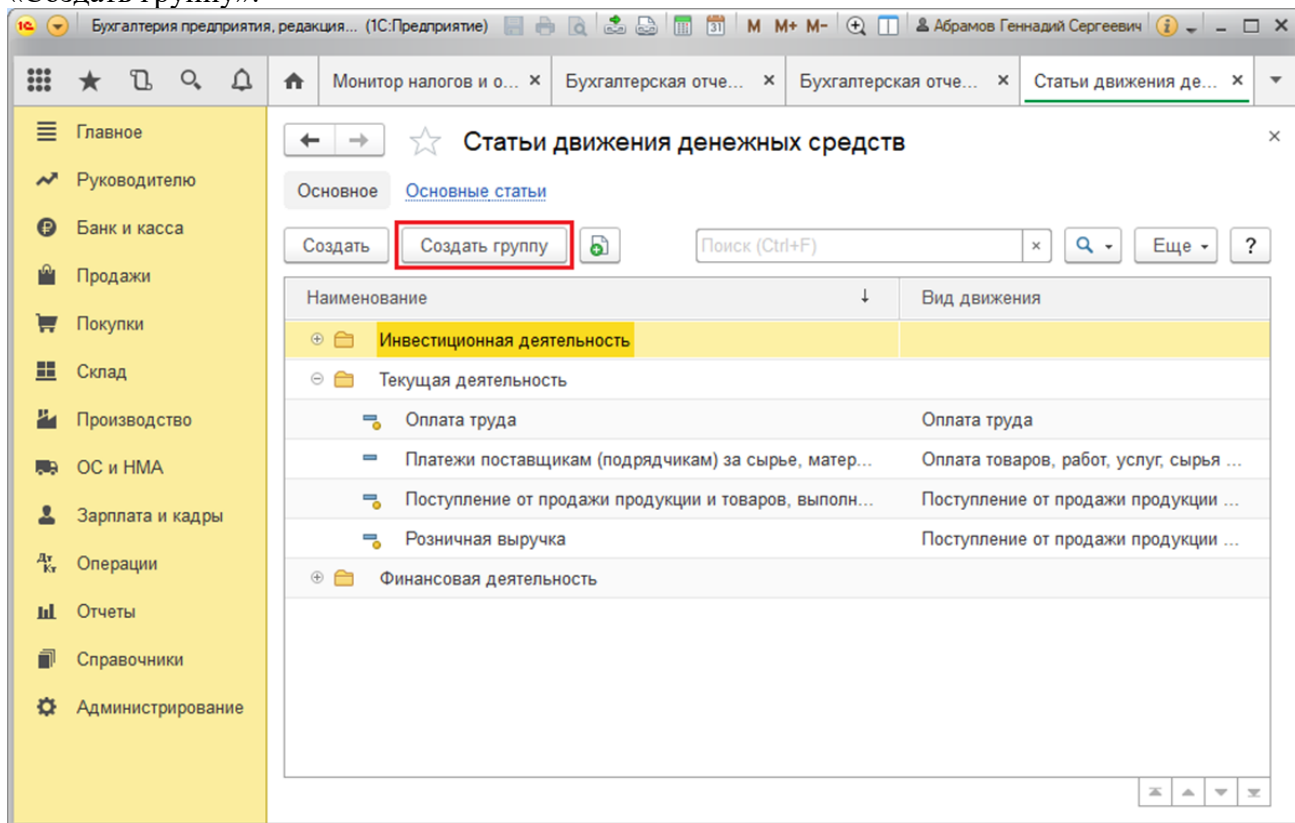 «Создать группу».
1С Бухгалтерия предприятия, редакция... (1С:Предприятие) 31 M M+ M- Абрамов Геннадий Сергеевич
Монитор налогов и о... × Бухгалтерская отче... × Бухгалтерская отче... × Статьи движения де... ×
Главное
Руководителю
Банк и касса
Продажи
Покупки
Склад
Производство
ОС и НМА
Зарплата и кадры
Операции
Отчеты
Справочники
Администрирование
Статьи движения денежных средств
Основное Основные статьи
Создать Создать группу Поиск (Ctrl+F) × Еще ?
Наименование ↓ Вид движения
Инвестиционная деятельность
Текущая деятельность
Оплата труда Оплата труда
Платежи поставщикам (подрядчикам) за сырье, матер... Оплата товаров, работ, услуг, сырья ...
Поступление от продажи продукции и товаров, выполн... Поступление от продажи продукции ...
Розничная выручка Поступление от продажи продукции ...
Финансовая деятельность